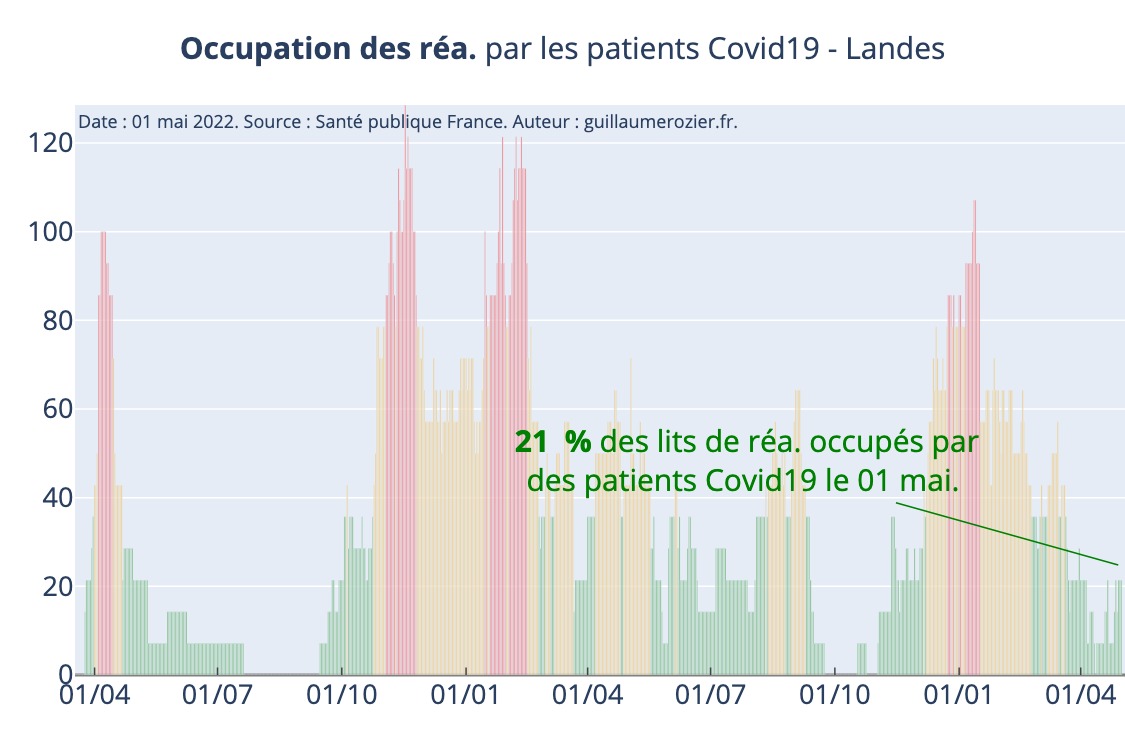 Occupation des réa. par les patients Covid19 - Landes
Date : 01 mai 2022. Source : Santé publique France. Auteur : guillaumerozier.fr.
120
100
80
60
40
20
0
21  % des lits de réa. occupés par
des patients Covid19 le 01 mai.
01/04 01/07 01/10 01/01 01/04 01/07 01/10 01/01 01/04